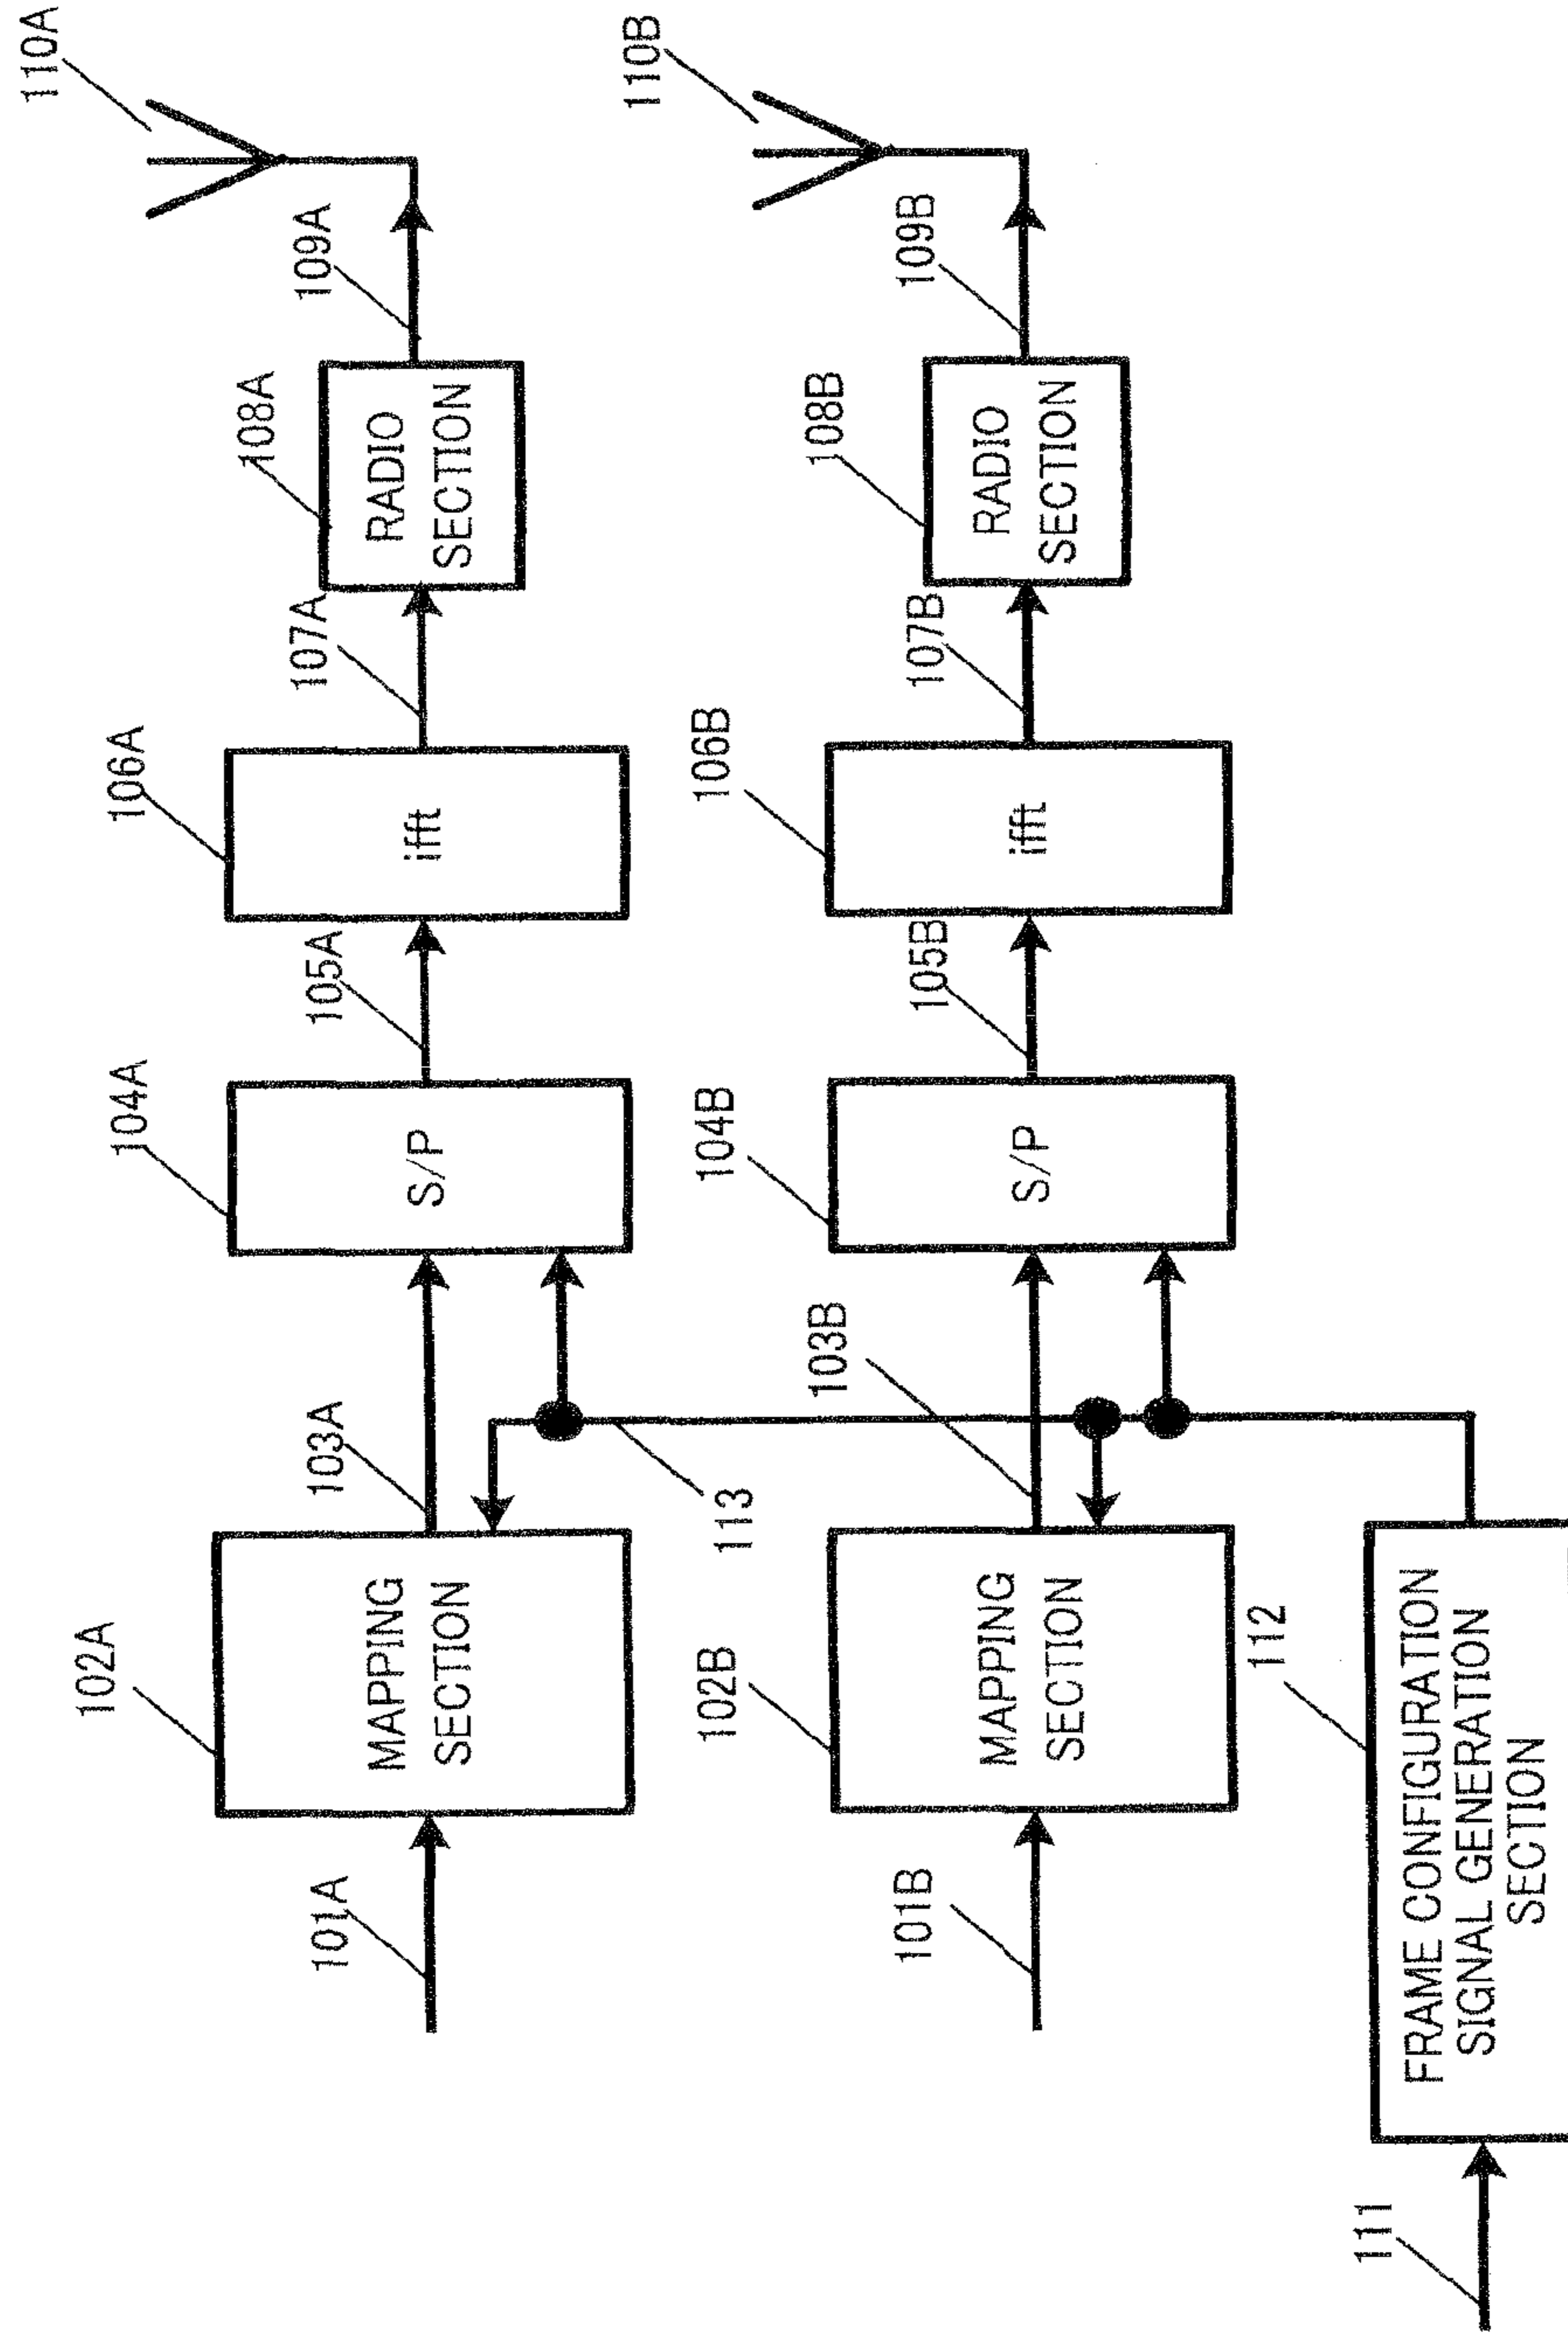 110A
109A
108A
RADIO
SECTION
107A
106A
ifft
105A
104A
S/P
103A
102A
MAPPING
SECTION
101A
110B
109B
108B
RADIO
SECTION
107B
106B
ifft
105B
104B
S/P
103B
113
102B
MAPPING
SECTION
101B
112
FRAME CONFIGURATION
SIGNAL GENERATION
SECTION
111